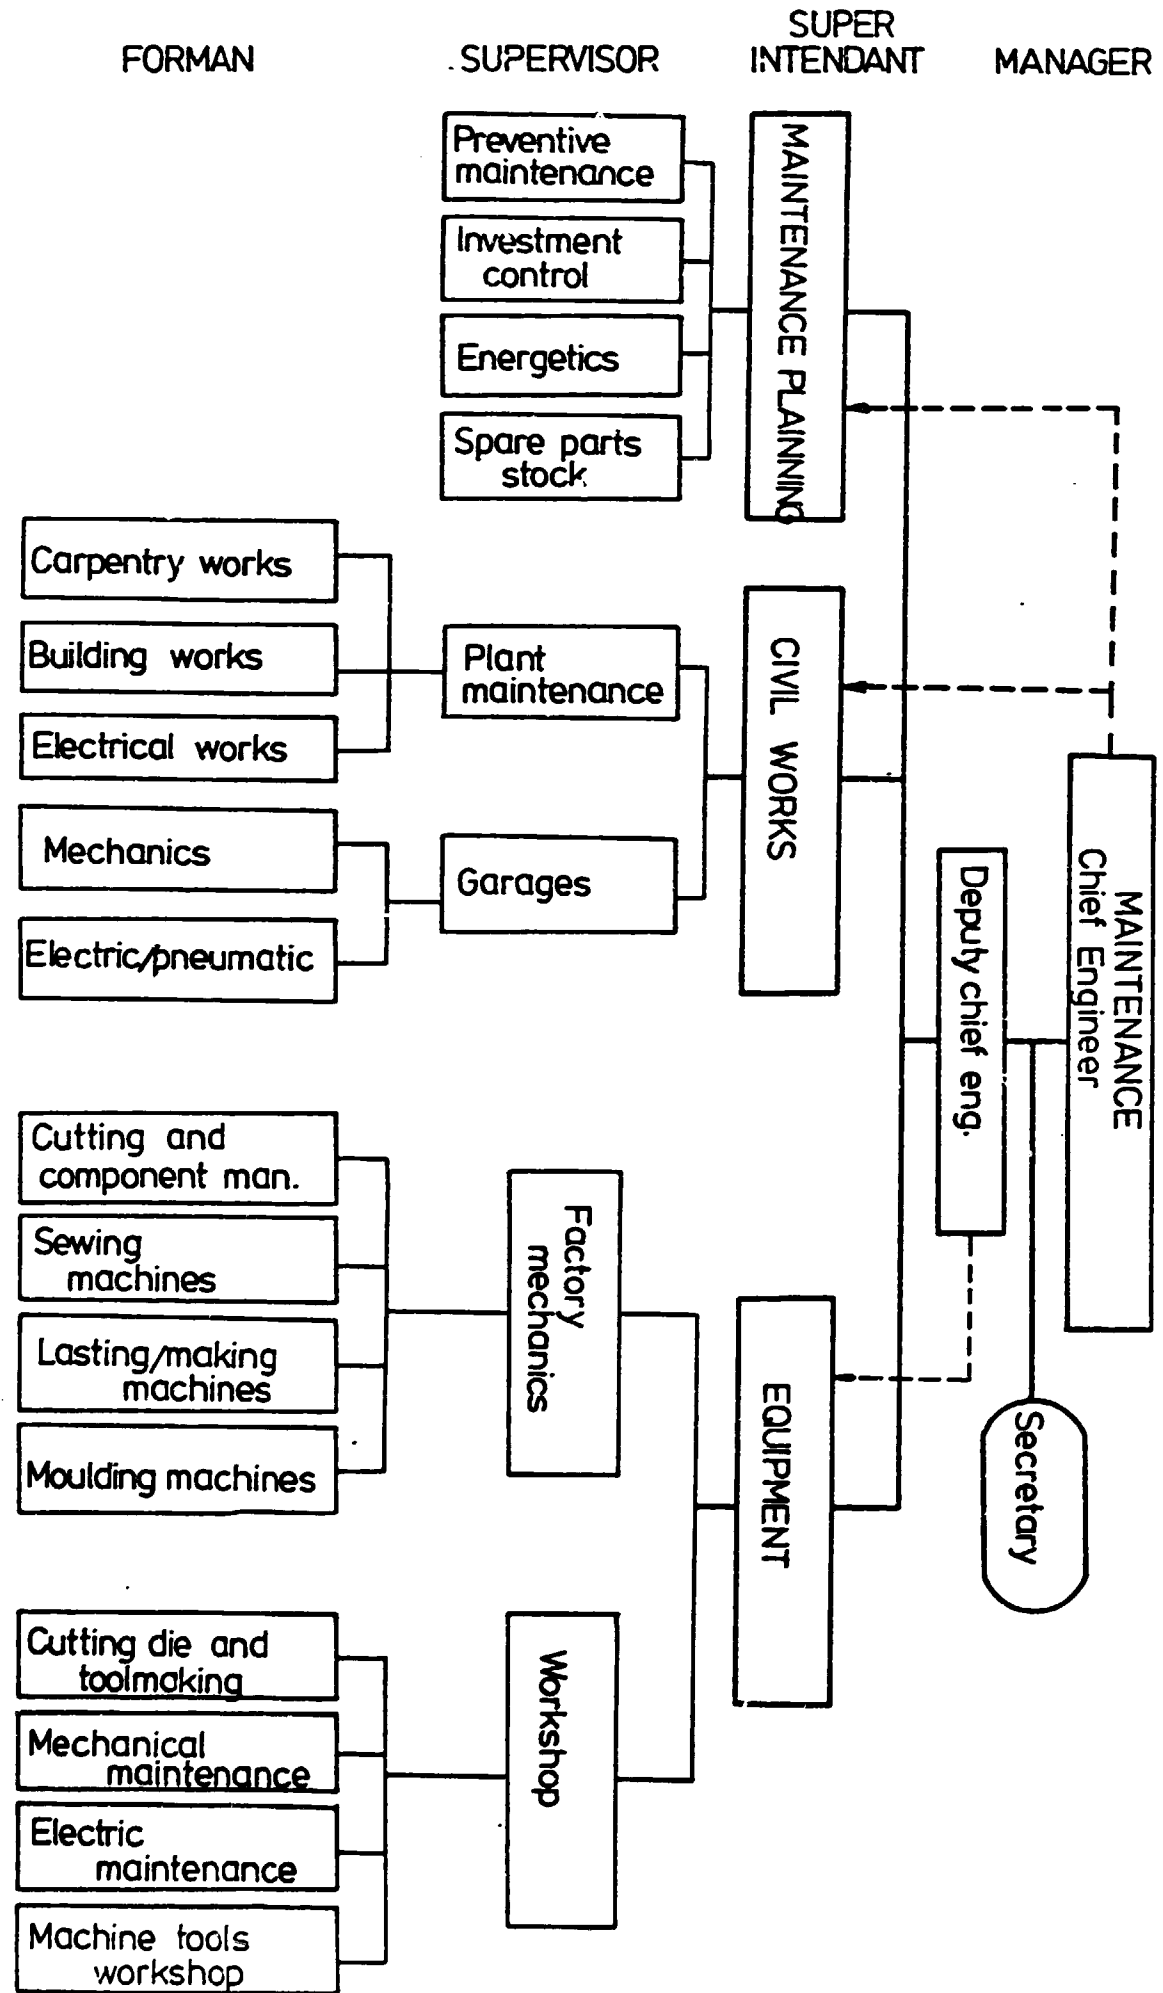 FORMAN
SUPERVISOR
SUPER
INTENDANT
MANAGER
Preventive
maintenance
Investment
control
Energetics
Spare parts
stock
MAINTENANCE PLAINNING
Carpentry works
Building works
Electrical works
Mechanics
Electric/pneumatic
Plant
maintenance
Garages
CIVIL WORKS
MAINTENANCE
Chief Engineer
Deputy chief eng.
Secretary
Cutting and
component man.
Sewing
machines
Lasting/making
machines
Moulding machines
Factory
mechanics
EQUIPMENT
Cutting die and
toolmaking
Mechanical
maintenance
Electric
maintenance
Machine tools
workshop
Workshop